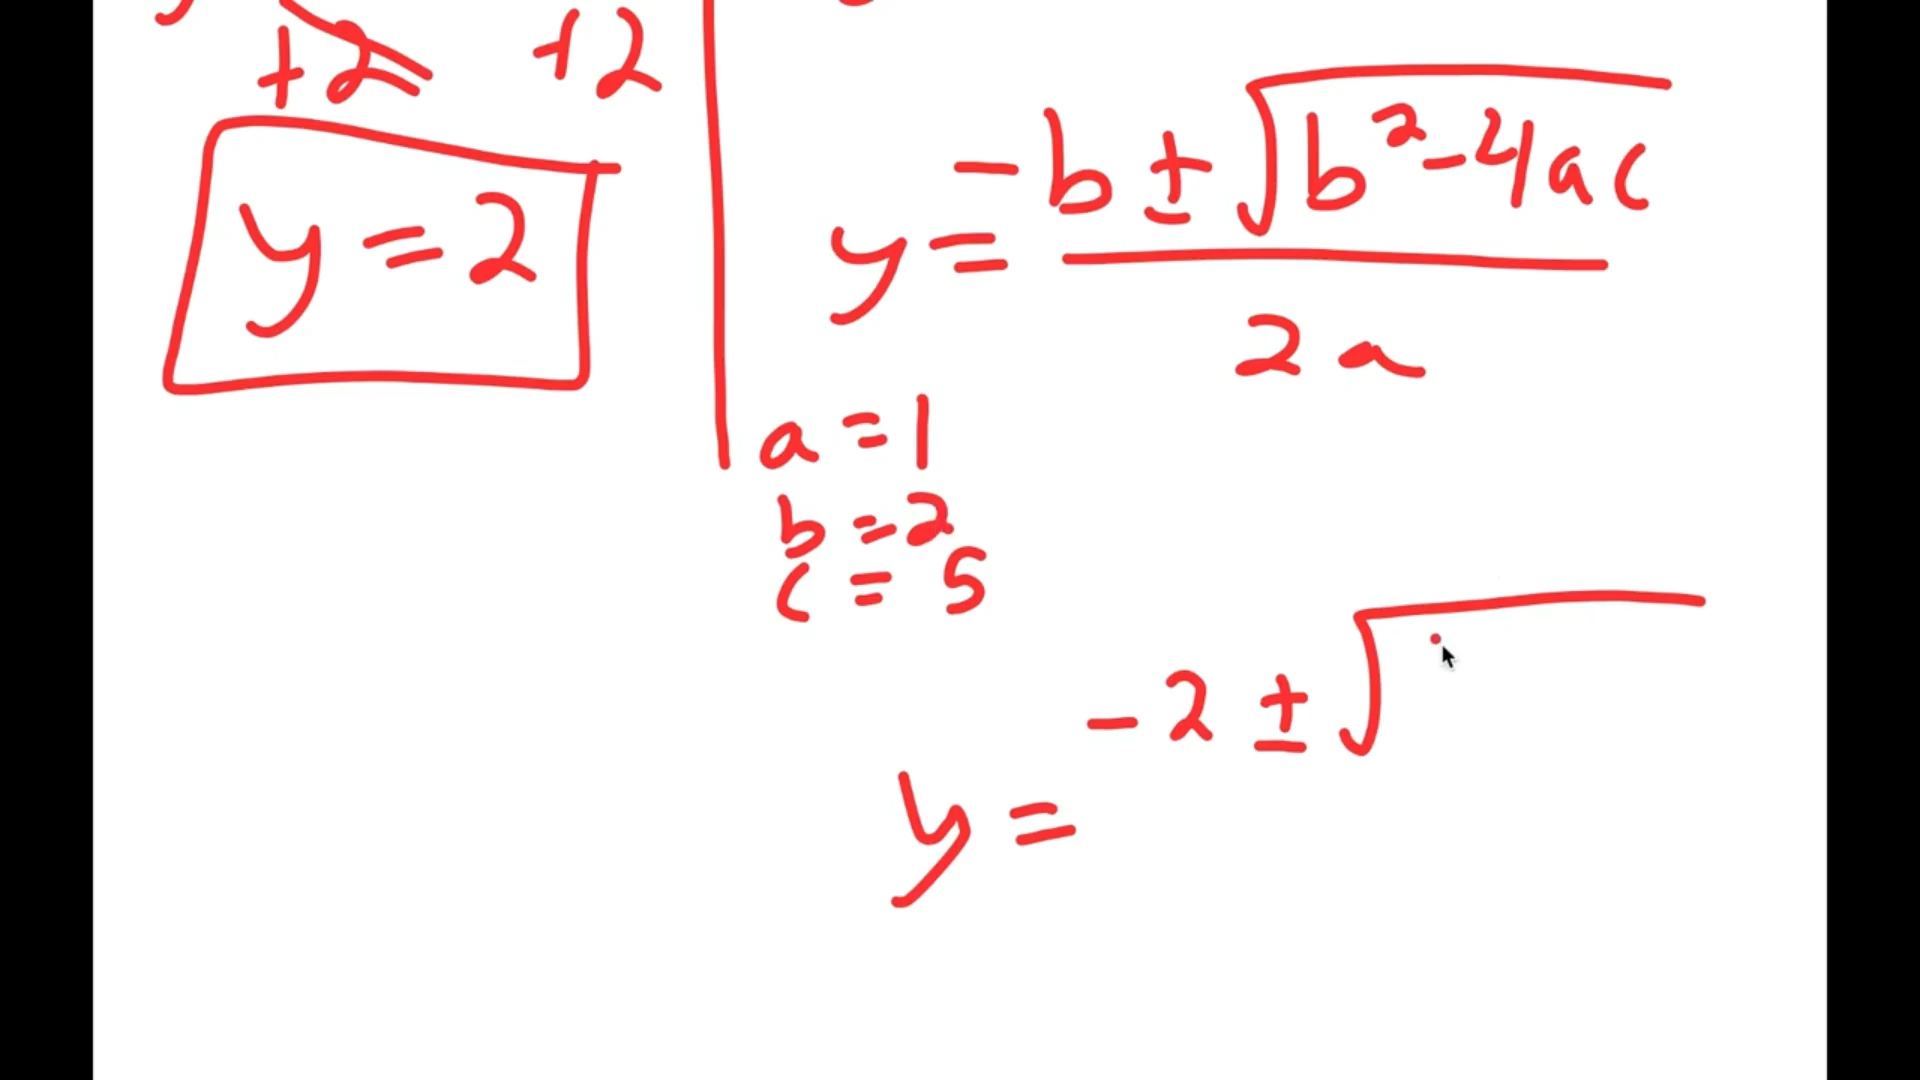 +2 +2
y = 2
y = -b ± √b² - 4ac
2a
a = 1
b = 2
c = 5
y = -2 ± √